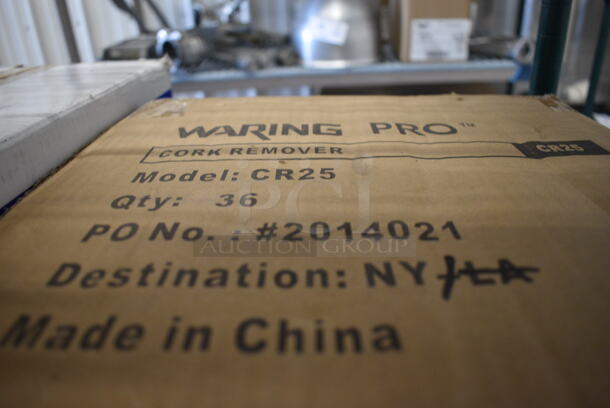 WARING PRO™
CORK REMOVER CR25
Model: CR25
Qty: 36
PO No.: #2014021
Destination: NY/LA
Made in China
PCI
AUCTION GROUP